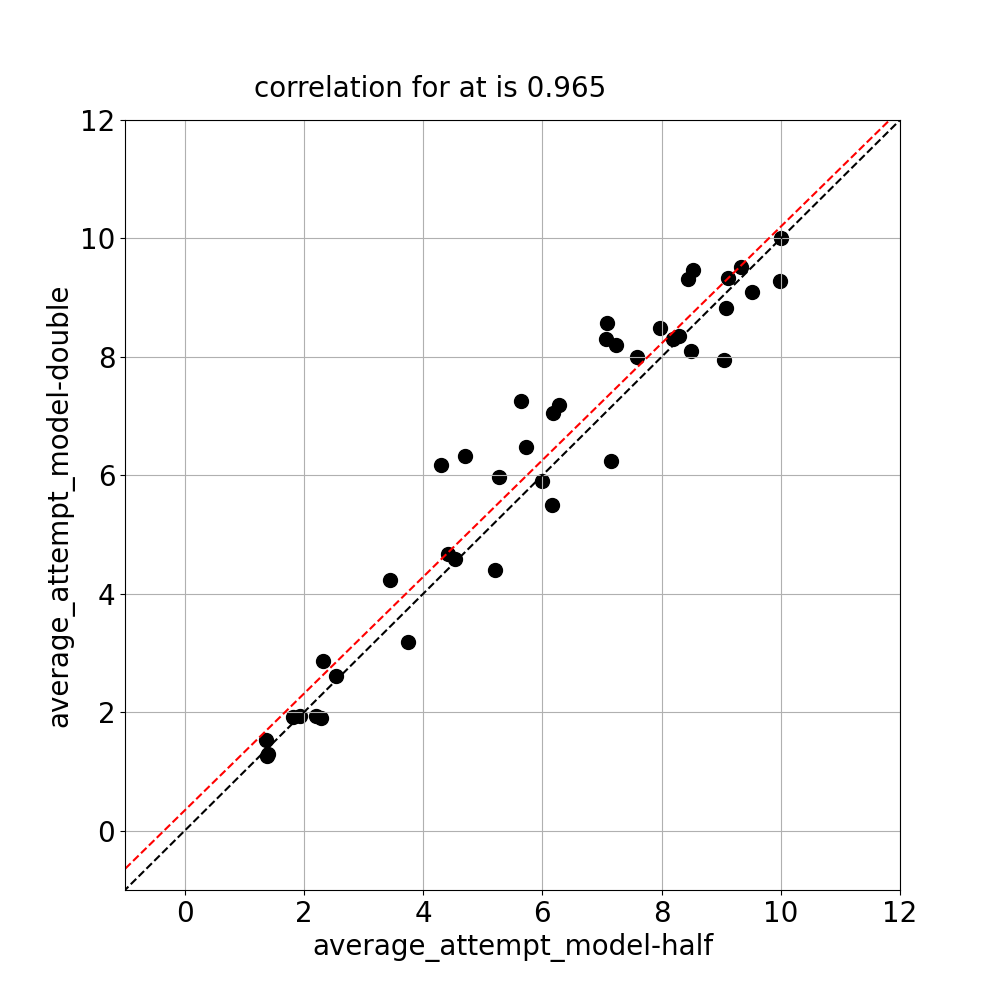 correlation for at is 0.965
12
10
8
6
4
2
0
average_attempt_model-double
0 2 4 6 8 10 12
average_attempt_model-half